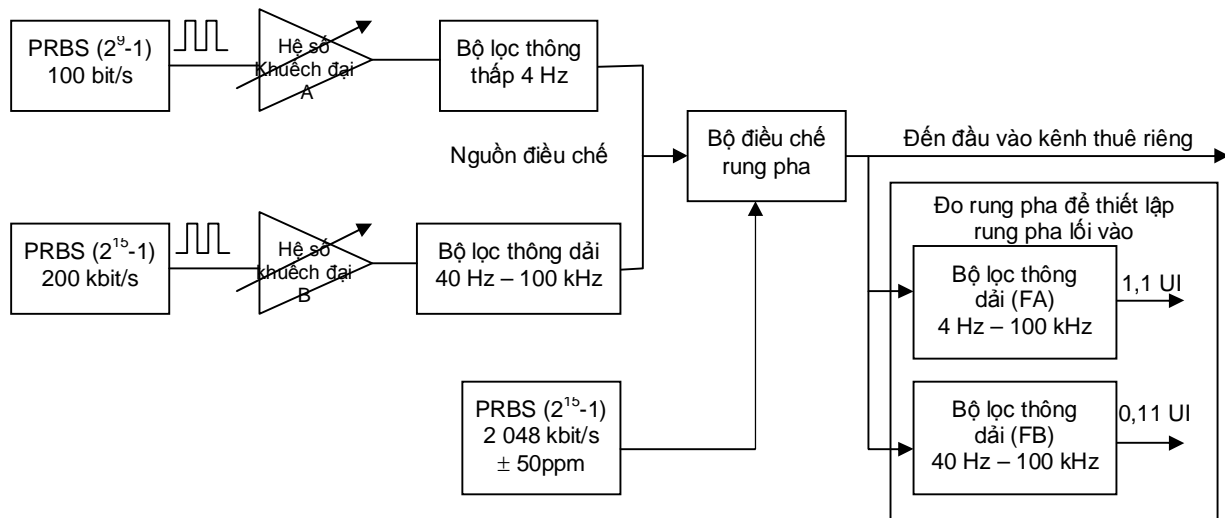 PRBS (2⁹-1)
100 bit/s
Hệ số
Khuếch đại
A
Bộ lọc thông
thấp 4 Hz
Nguồn điều chế
Bộ điều chế
rung pha
Đến đầu vào kênh thuê riêng
PRBS (2¹⁵-1)
200 kbit/s
Hệ số
khuếch đại
B
Bộ lọc thông dải
40 Hz – 100 kHz
PRBS (2¹⁵-1)
2 048 kbit/s
± 50ppm
Đo rung pha để thiết lập
rung pha lối vào
Bộ lọc thông
dải (FA)
4 Hz – 100 kHz
1,1 UI
Bộ lọc thông
dải (FB)
40 Hz – 100 kHz
0,11 UI